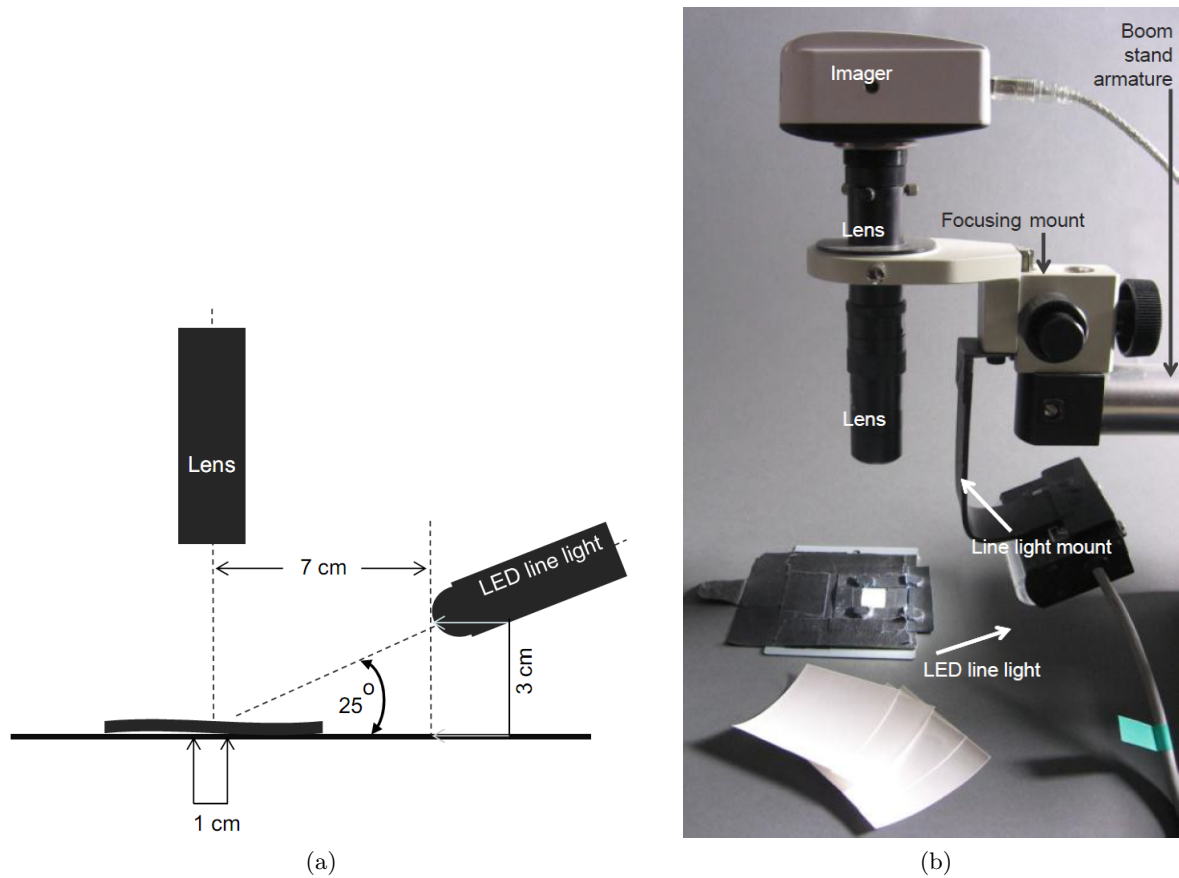 Lens
7 cm
LED line light
25°
3 cm
1 cm
(a)
Boom
stand
armature
Imager
Focusing mount
Lens
Lens
Line light mount
LED line light
(b)